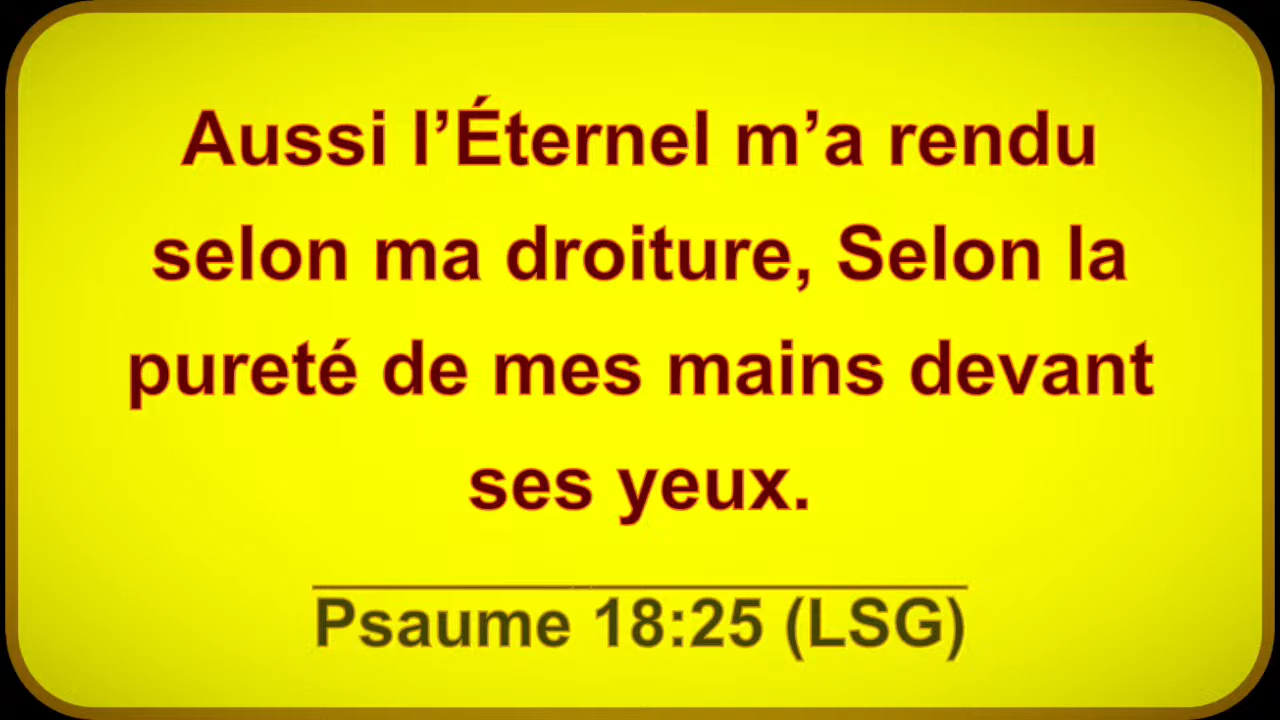 Aussi l’Éternel m’a rendu
selon ma droiture, Selon la
pureté de mes mains devant
ses yeux.
Psaume 18:25 (LSG)